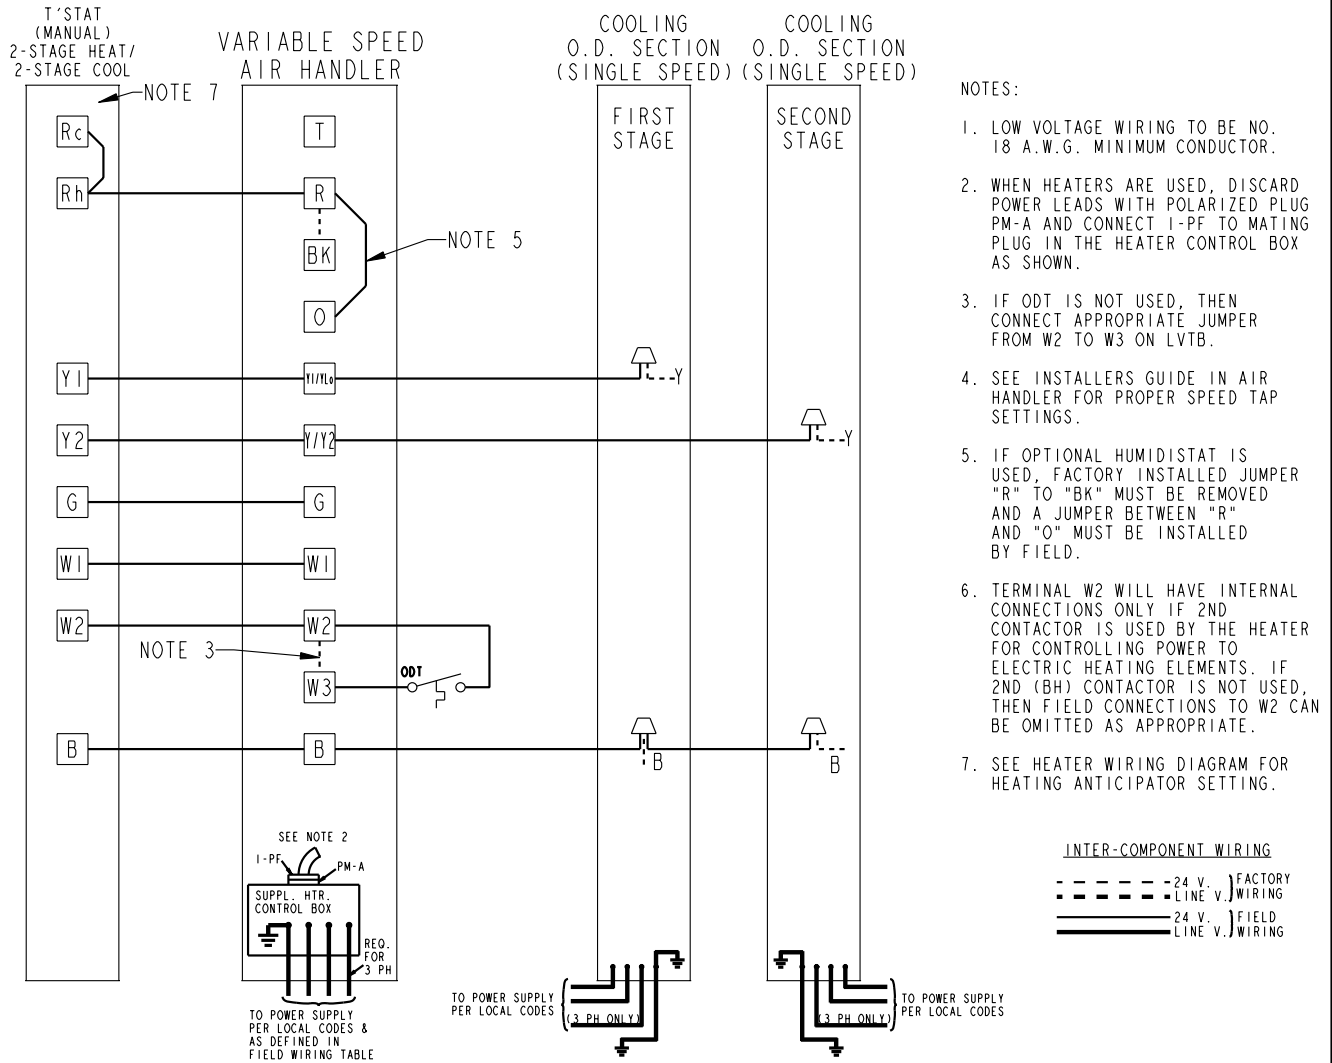 T'STAT
(MANUAL)
2-STAGE HEAT/
2-STAGE COOL
VARIABLE SPEED
AIR HANDLER
COOLING
O.D. SECTION
(SINGLE SPEED)
COOLING
O.D. SECTION
(SINGLE SPEED)
NOTE 7
FIRST
STAGE
SECOND
STAGE
Rc
T
Rh
R
BK
NOTE 5
O
Y1
Y1/YLo
Y
Y2
Y/Y2
Y
G
G
W1
W1
W2
W2
NOTE 3
W3
ODT
B
B
B
B
SEE NOTE 2
1-PF
PM-A
SUPPL. HTR.
CONTROL BOX
REQ.
FOR
3 PH
TO POWER SUPPLY
PER LOCAL CODES &
AS DEFINED IN
FIELD WIRING TABLE
TO POWER SUPPLY
PER LOCAL CODES
(3 PH ONLY)
(3 PH ONLY)
TO POWER SUPPLY
PER LOCAL CODES
NOTES:
1. LOW VOLTAGE WIRING TO BE NO.
18 A.W.G. MINIMUM CONDUCTOR.
2. WHEN HEATERS ARE USED, DISCARD
POWER LEADS WITH POLARIZED PLUG
PM-A AND CONNECT 1-PF TO MATING
PLUG IN THE HEATER CONTROL BOX
AS SHOWN.
3. IF ODT IS NOT USED, THEN
CONNECT APPROPRIATE JUMPER
FROM W2 TO W3 ON LVTB.
4. SEE INSTALLERS GUIDE IN AIR
HANDLER FOR PROPER SPEED TAP
SETTINGS.
5. IF OPTIONAL HUMIDISTAT IS
USED, FACTORY INSTALLED JUMPER
"R" TO "BK" MUST BE REMOVED
AND A JUMPER BETWEEN "R"
AND "O" MUST BE INSTALLED
BY FIELD.
6. TERMINAL W2 WILL HAVE INTERNAL
CONNECTIONS ONLY IF 2ND
CONTACTOR IS USED BY THE HEATER
FOR CONTROLLING POWER TO
ELECTRIC HEATING ELEMENTS. IF
2ND (BH) CONTACTOR IS NOT USED,
THEN FIELD CONNECTIONS TO W2 CAN
BE OMITTED AS APPROPRIATE.
7. SEE HEATER WIRING DIAGRAM FOR
HEATING ANTICIPATOR SETTING.
INTER-COMPONENT WIRING
24 V.
LINE V.
FACTORY
WIRING
24 V.
LINE V.
FIELD
WIRING